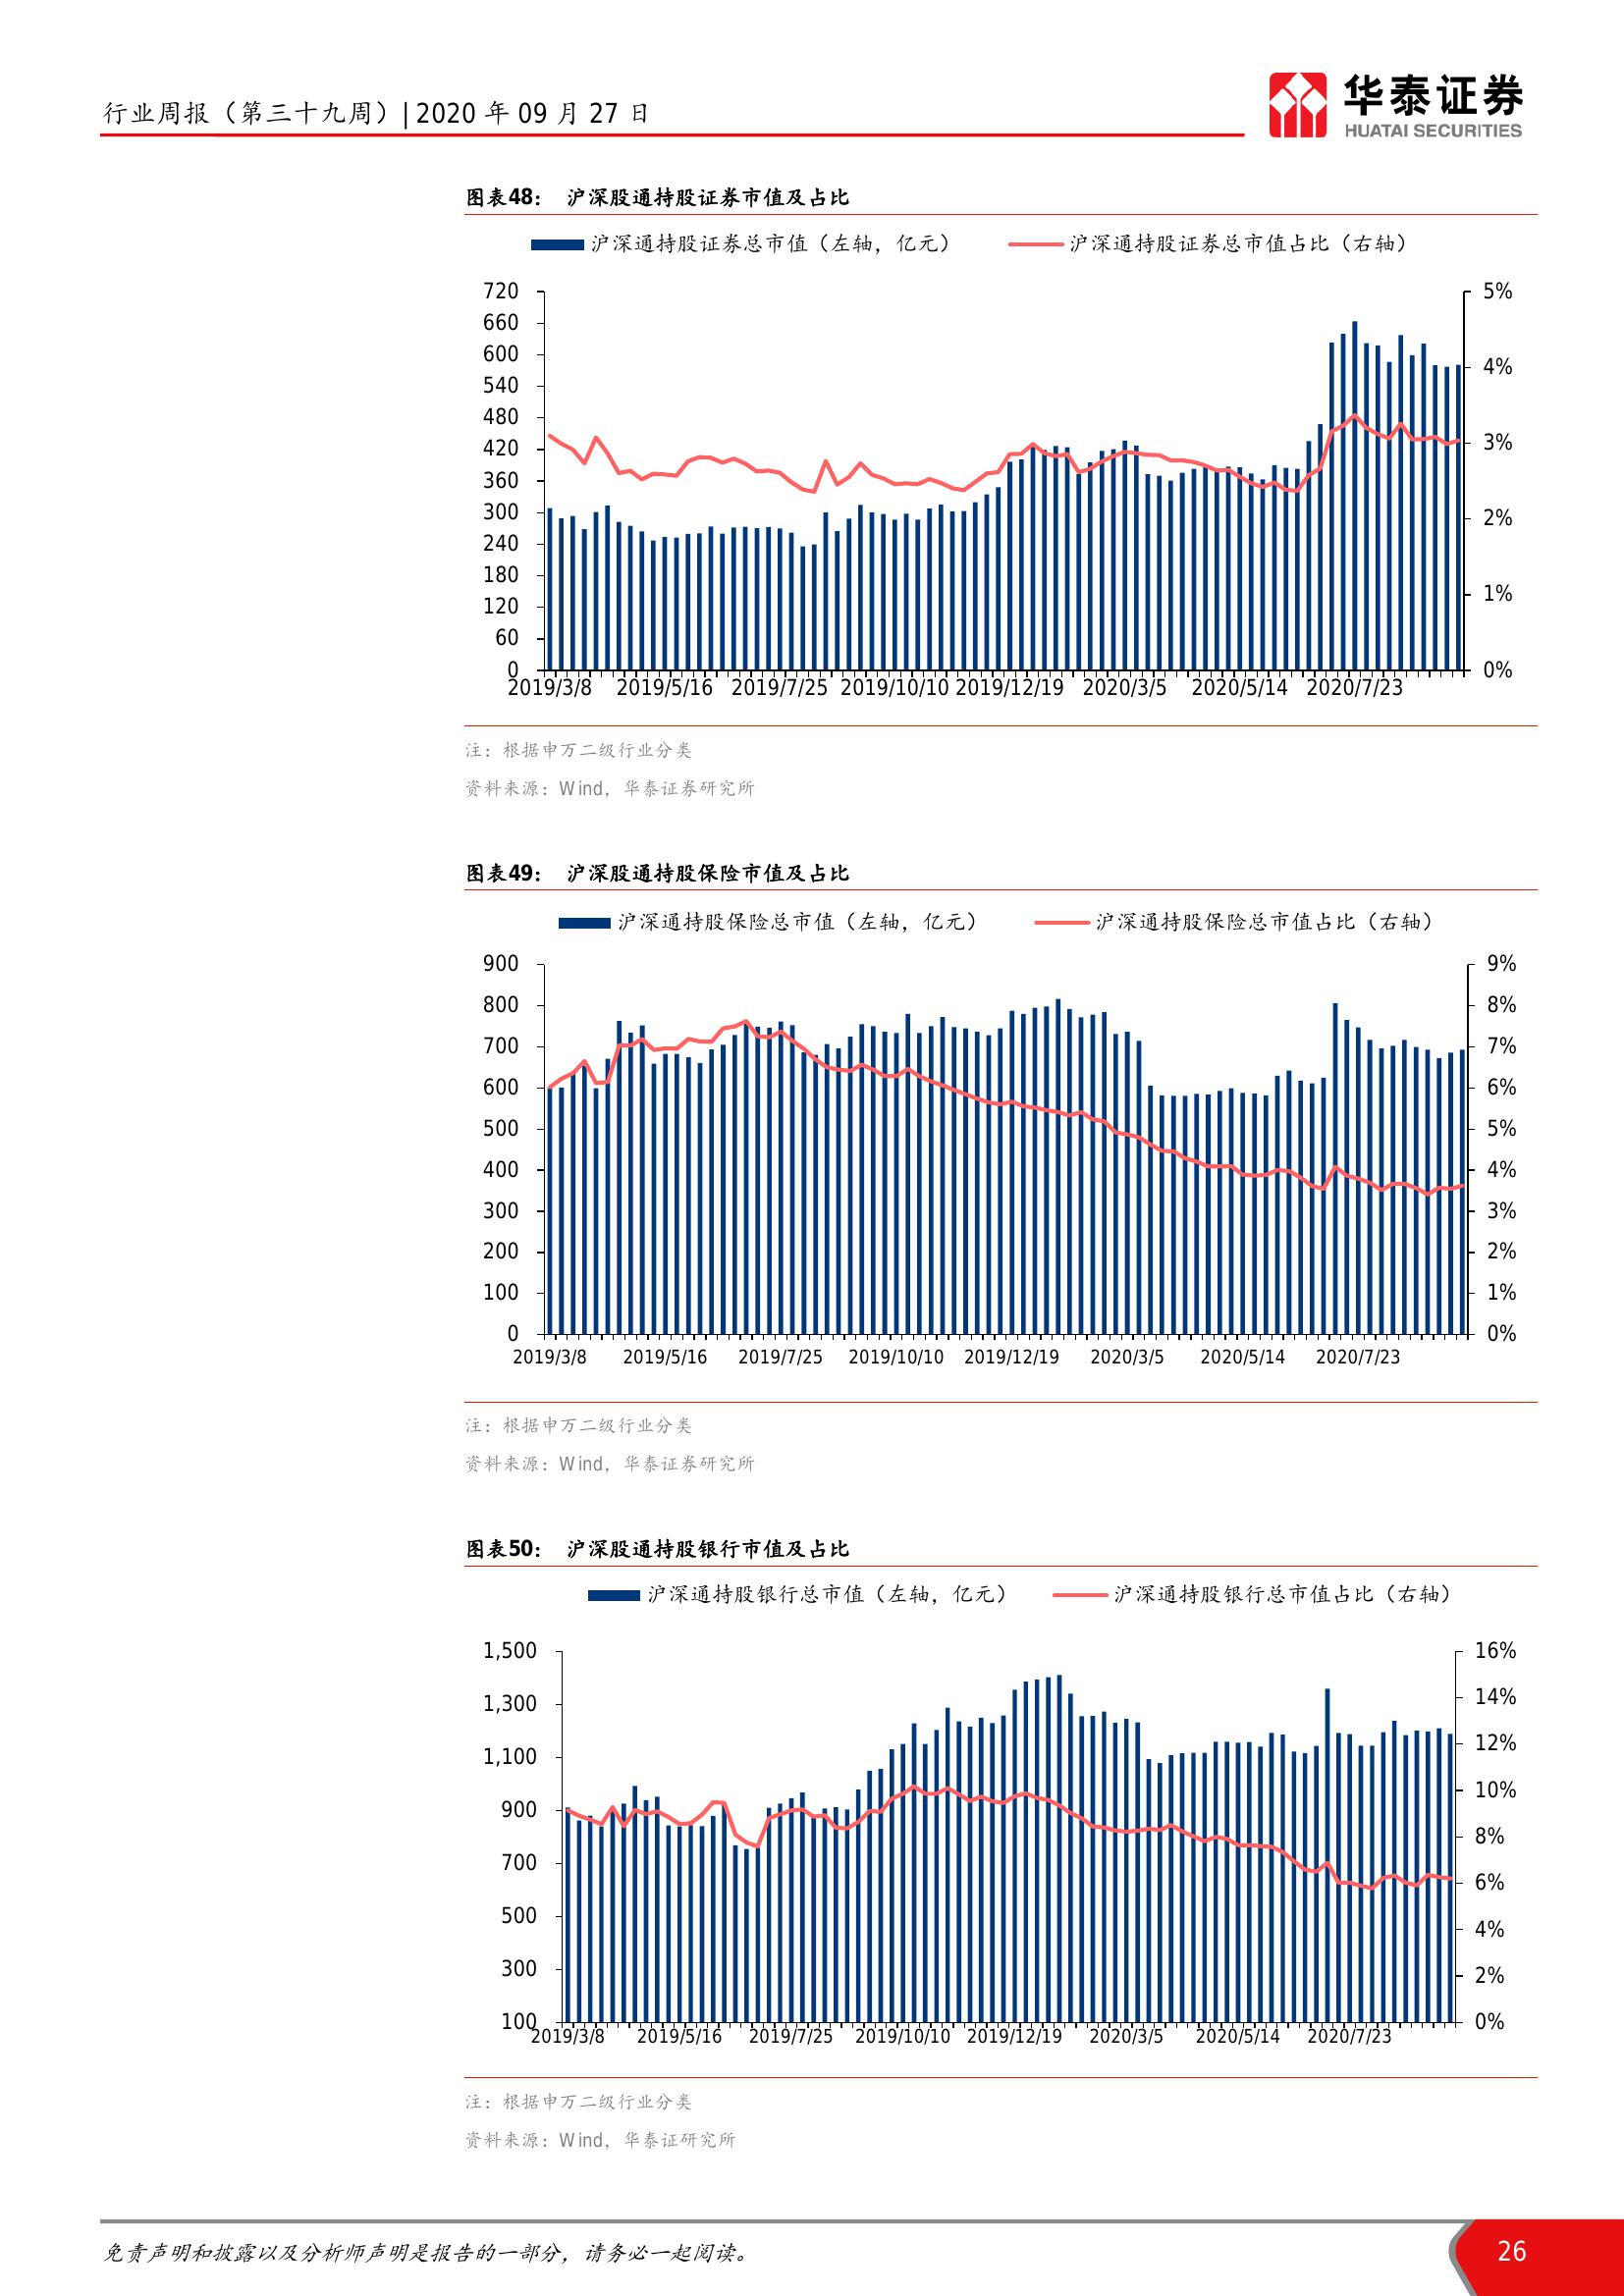 行业周报（第三十九周）| 2020 年 09 月 27 日
华泰证券
HUATAI SECURITIES
图表48： 沪深股通持股证券市值及占比
沪深通持股证券总市值（左轴，亿元） 沪深通持股证券总市值占比（右轴）
720 5%
660
600 4%
540
480
420 3%
360
300 2%
240
180
120 1%
60
0 0%
2019/3/8 2019/5/16 2019/7/25 2019/10/10 2019/12/19 2020/3/5 2020/5/14 2020/7/23
注：根据申万二级行业分类
资料来源：Wind，华泰证券研究所
图表49： 沪深股通持股保险市值及占比
沪深通持股保险总市值（左轴，亿元） 沪深通持股保险总市值占比（右轴）
900 9%
800 8%
700 7%
600 6%
500 5%
400 4%
300 3%
200 2%
100 1%
0 0%
2019/3/8 2019/5/16 2019/7/25 2019/10/10 2019/12/19 2020/3/5 2020/5/14 2020/7/23
注：根据申万二级行业分类
资料来源：Wind，华泰证券研究所
图表50： 沪深股通持股银行市值及占比
沪深通持股银行总市值（左轴，亿元） 沪深通持股银行总市值占比（右轴）
1,500 16%
1,300 14%
1,100 12%
900 10%
700 8%
500 6%
300 4%
100 2%
0%
2019/3/8 2019/5/16 2019/7/25 2019/10/10 2019/12/19 2020/3/5 2020/5/14 2020/7/23
注：根据申万二级行业分类
资料来源：Wind，华泰证研究所
免责声明和披露以及分析师声明是报告的一部分，请务必一起阅读。 26